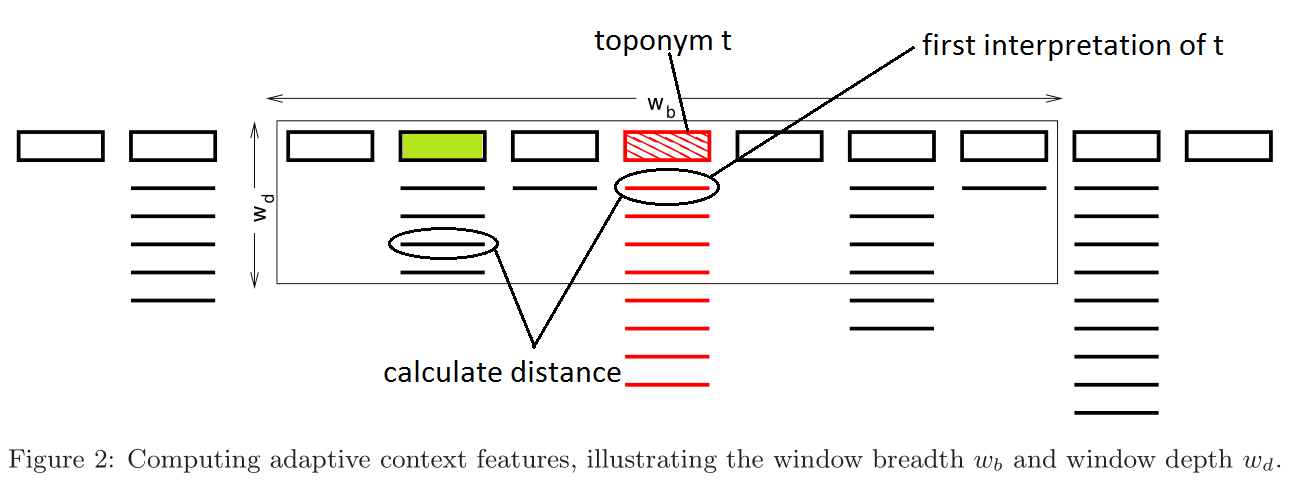 toponym t
first interpretation of t
w_b
w_d
calculate distance
Figure 2: Computing adaptive context features, illustrating the window breadth w_b and window depth w_d.